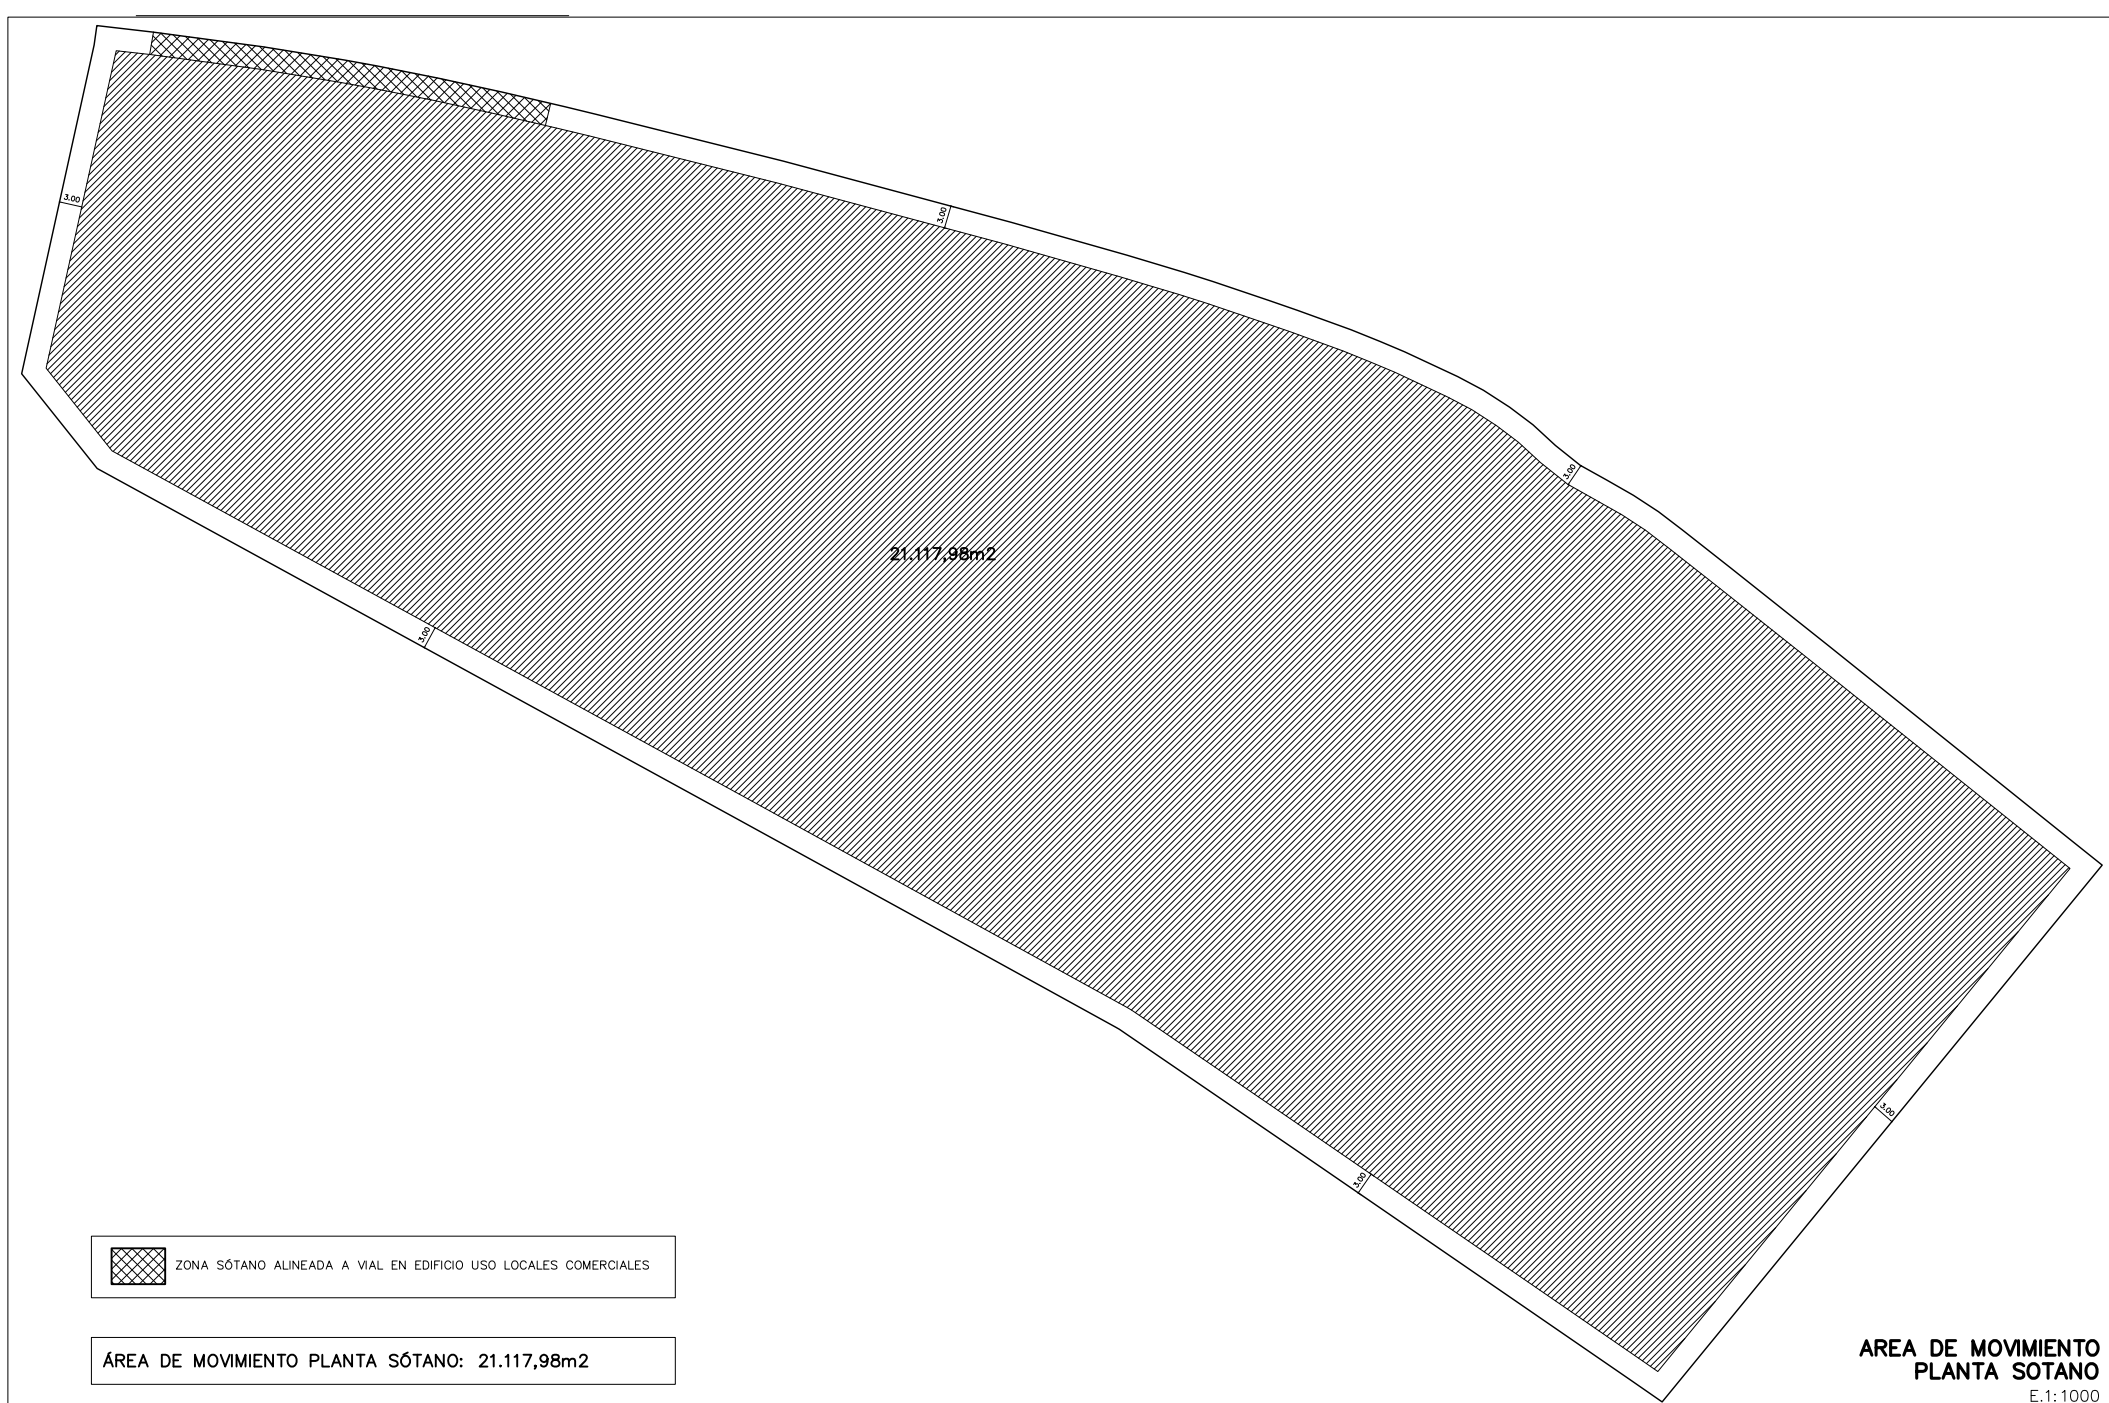 3.00
3.00
3.00
21.117,98m2
3.00
3.00
3.00
ZONA SÓTANO ALINEADA A VIAL EN EDIFICIO USO LOCALES COMERCIALES
ÁREA DE MOVIMIENTO PLANTA SÓTANO: 21.117,98m2
AREA DE MOVIMIENTO
PLANTA SOTANO
E.1:1000